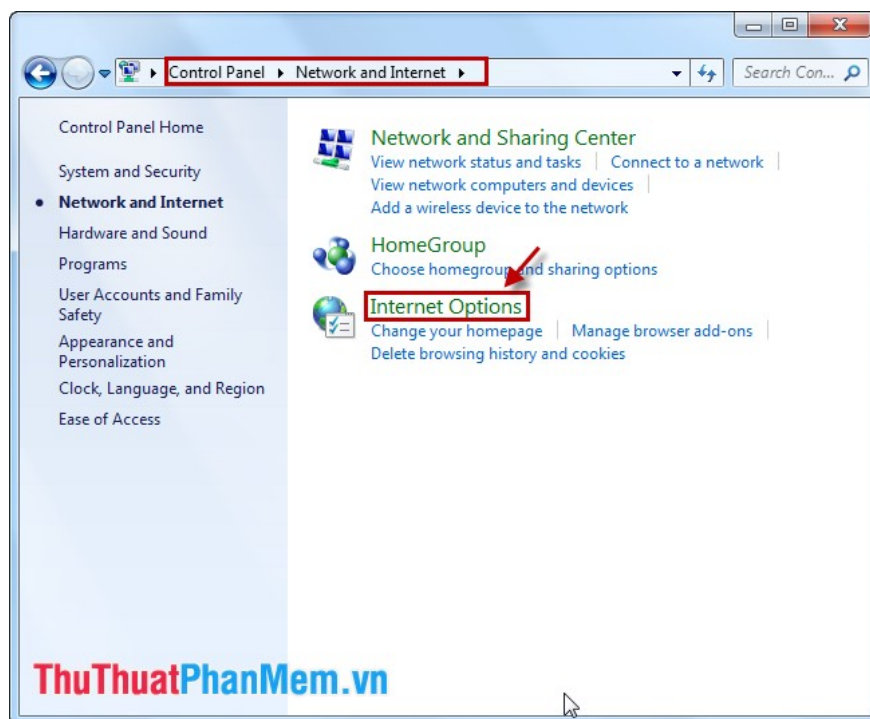 Control Panel Network and Internet
Search Con...
Control Panel Home
System and Security
Network and Internet
Hardware and Sound
Programs
User Accounts and Family
Safety
Appearance and
Personalization
Clock, Language, and Region
Ease of Access
Network and Sharing Center
View network status and tasks Connect to a network
View network computers and devices
Add a wireless device to the network
HomeGroup
Choose homegroup and sharing options
Internet Options
Change your homepage Manage browser add-ons
Delete browsing history and cookies
ThuThuatPhanMem.vn